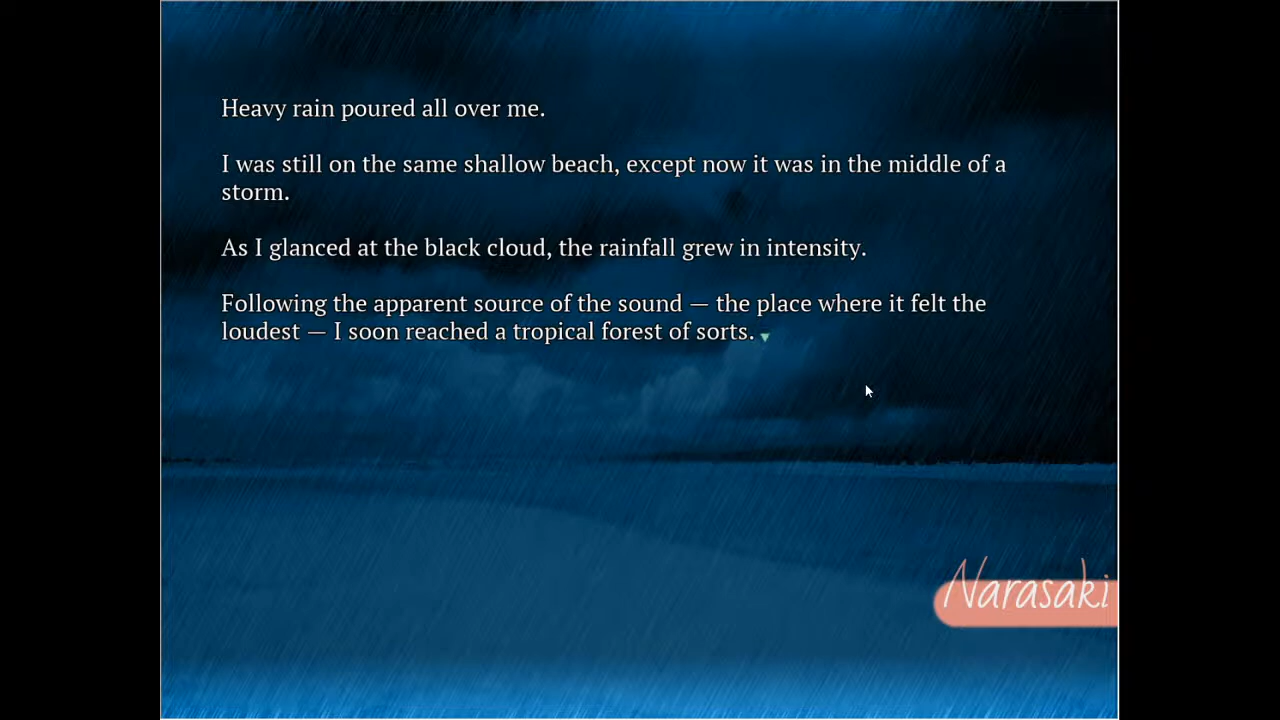 Heavy rain poured all over me.
I was still on the same shallow beach, except now it was in the middle of a
storm.
As I glanced at the black cloud, the rainfall grew in intensity.
Following the apparent source of the sound — the place where it felt the
loudest — I soon reached a tropical forest of sorts.
Narasaki